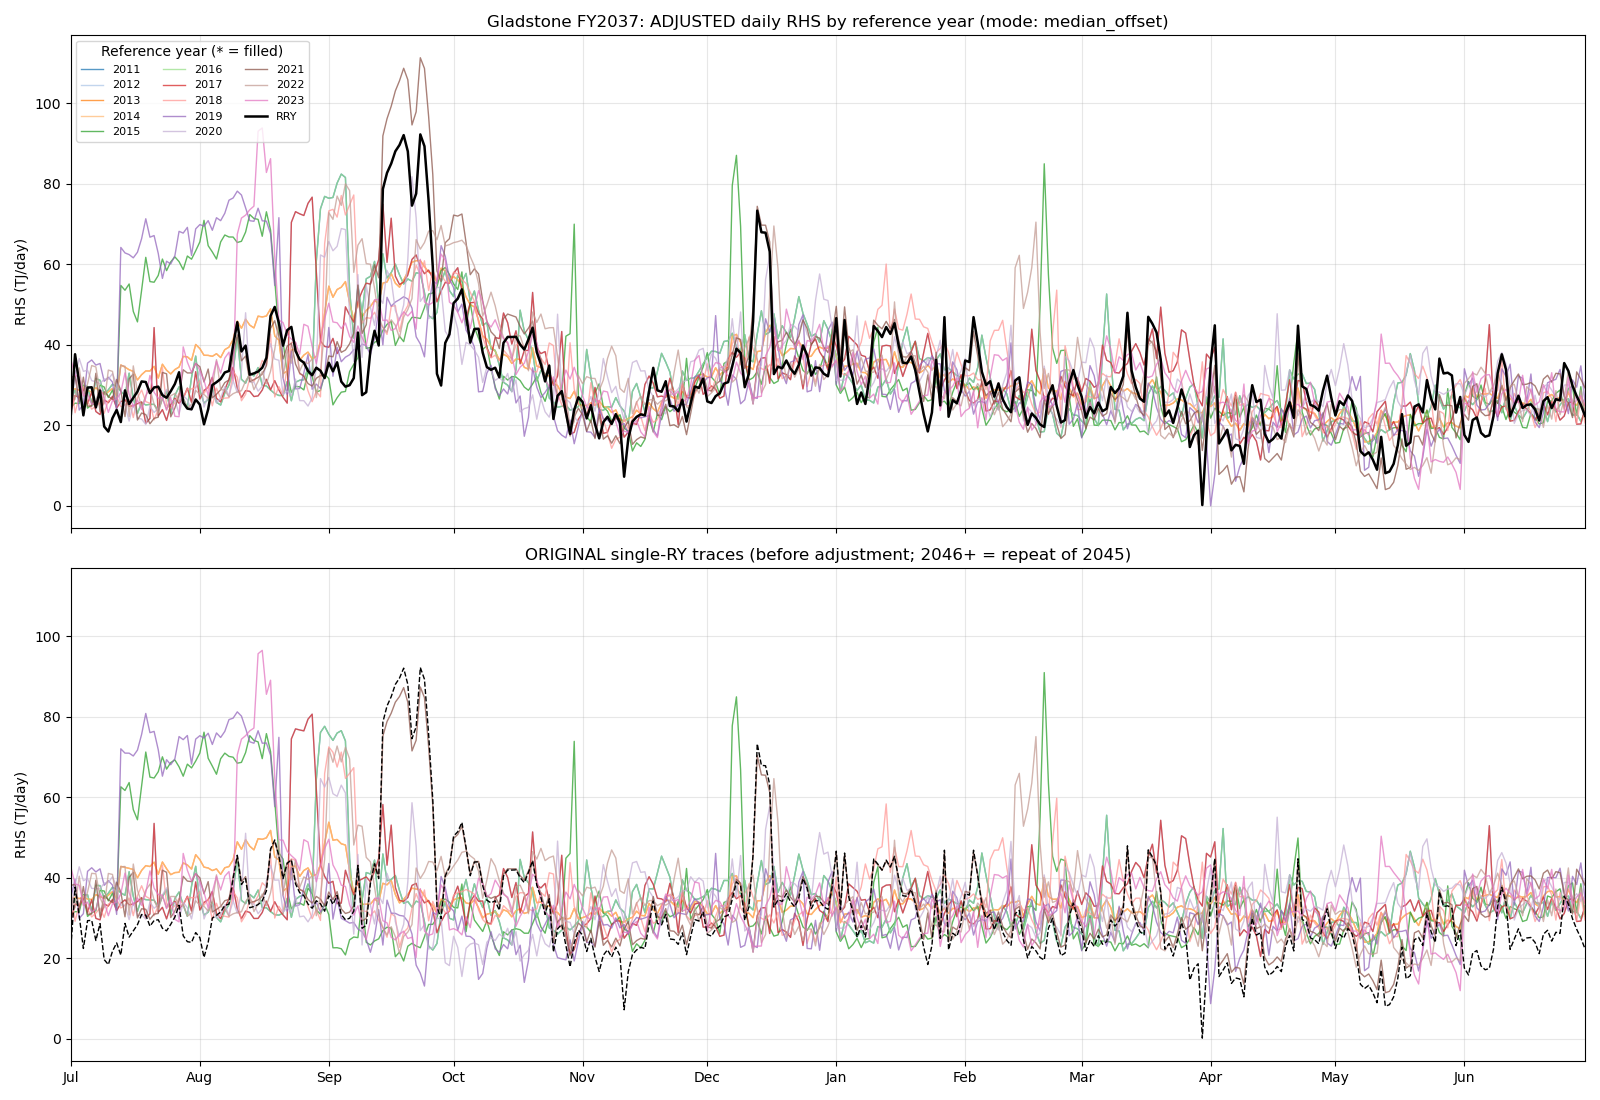 Gladstone FY2037: ADJUSTED daily RHS by reference year (mode: median_offset)
Reference year (* = filled)
2011 2016 2021
2012 2017 2022
2013 2018 2023
2014 2019 RRY
2015 2020
RHS (TJ/day)
100
80
60
40
20
0
ORIGINAL single-RY traces (before adjustment; 2046+ = repeat of 2045)
RHS (TJ/day)
100
80
60
40
20
0
Jul Aug Sep Oct Nov Dec Jan Feb Mar Apr May Jun